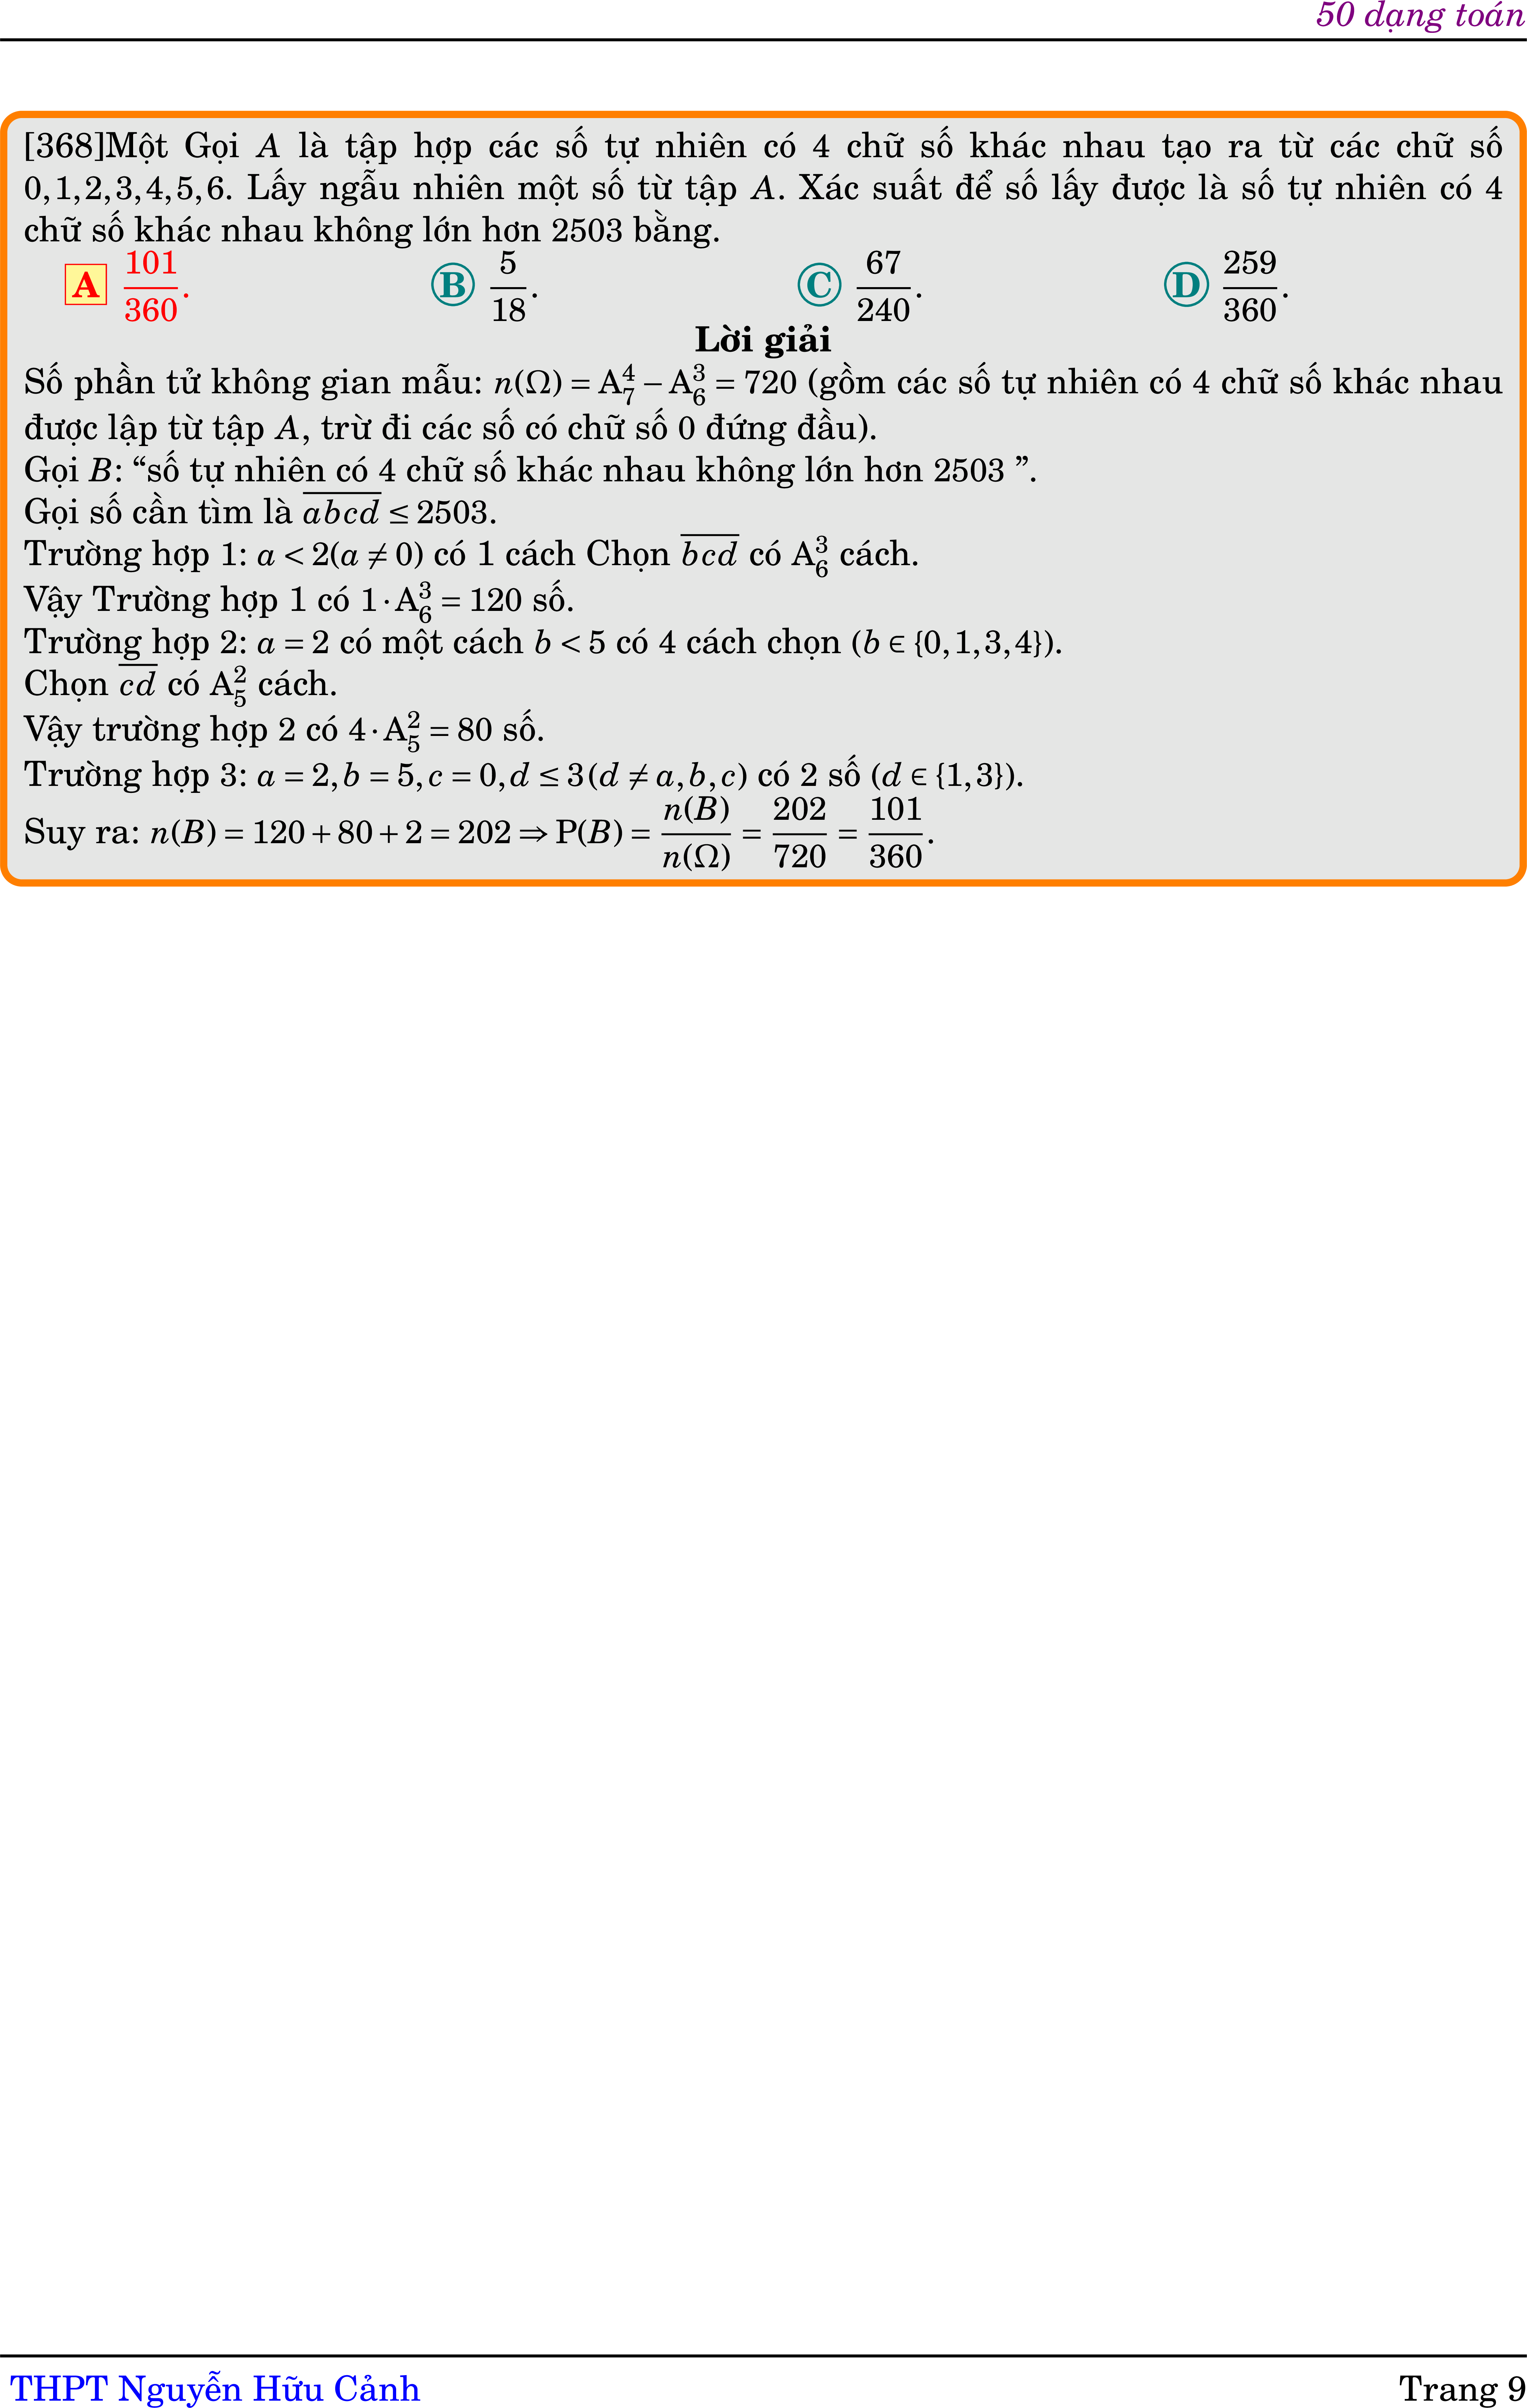 50 dạng toán
[368]Một Gọi A là tập hợp các số tự nhiên có 4 chữ số khác nhau tạo ra từ các chữ số
0,1,2,3,4,5,6. Lấy ngẫu nhiên một số từ tập A. Xác suất để số lấy được là số tự nhiên có 4
chữ số khác nhau không lớn hơn 2503 bằng.
A $\frac{101}{360}$. B $\frac{5}{18}$. C $\frac{67}{240}$. D $\frac{259}{360}$.
Lời giải
Số phần tử không gian mẫu: $n(\Omega) = A_7^4 - A_6^3 = 720$ (gồm các số tự nhiên có 4 chữ số khác nhau
được lập từ tập A, trừ đi các số có chữ số 0 đứng đầu).
Gọi B: “số tự nhiên có 4 chữ số khác nhau không lớn hơn 2503 ”.
Gọi số cần tìm là $\overline{abcd} \le 2503$.
Trường hợp 1: $a < 2(a \ne 0)$ có 1 cách Chọn $\overline{bcd}$ có $A_6^3$ cách.
Vậy Trường hợp 1 có $1 \cdot A_6^3 = 120$ số.
Trường hợp 2: $a = 2$ có một cách $b < 5$ có 4 cách chọn ($b \in \{0,1,3,4\}$).
Chọn $\overline{cd}$ có $A_5^2$ cách.
Vậy trường hợp 2 có $4 \cdot A_5^2 = 80$ số.
Trường hợp 3: $a = 2, b = 5, c = 0, d \le 3(d \ne a, b, c)$ có 2 số ($d \in \{1,3\}$).
Suy ra: $n(B) = 120 + 80 + 2 = 202 \Rightarrow P(B) = \frac{n(B)}{n(\Omega)} = \frac{202}{720} = \frac{101}{360}$.
THPT Nguyễn Hữu Cảnh Trang 9